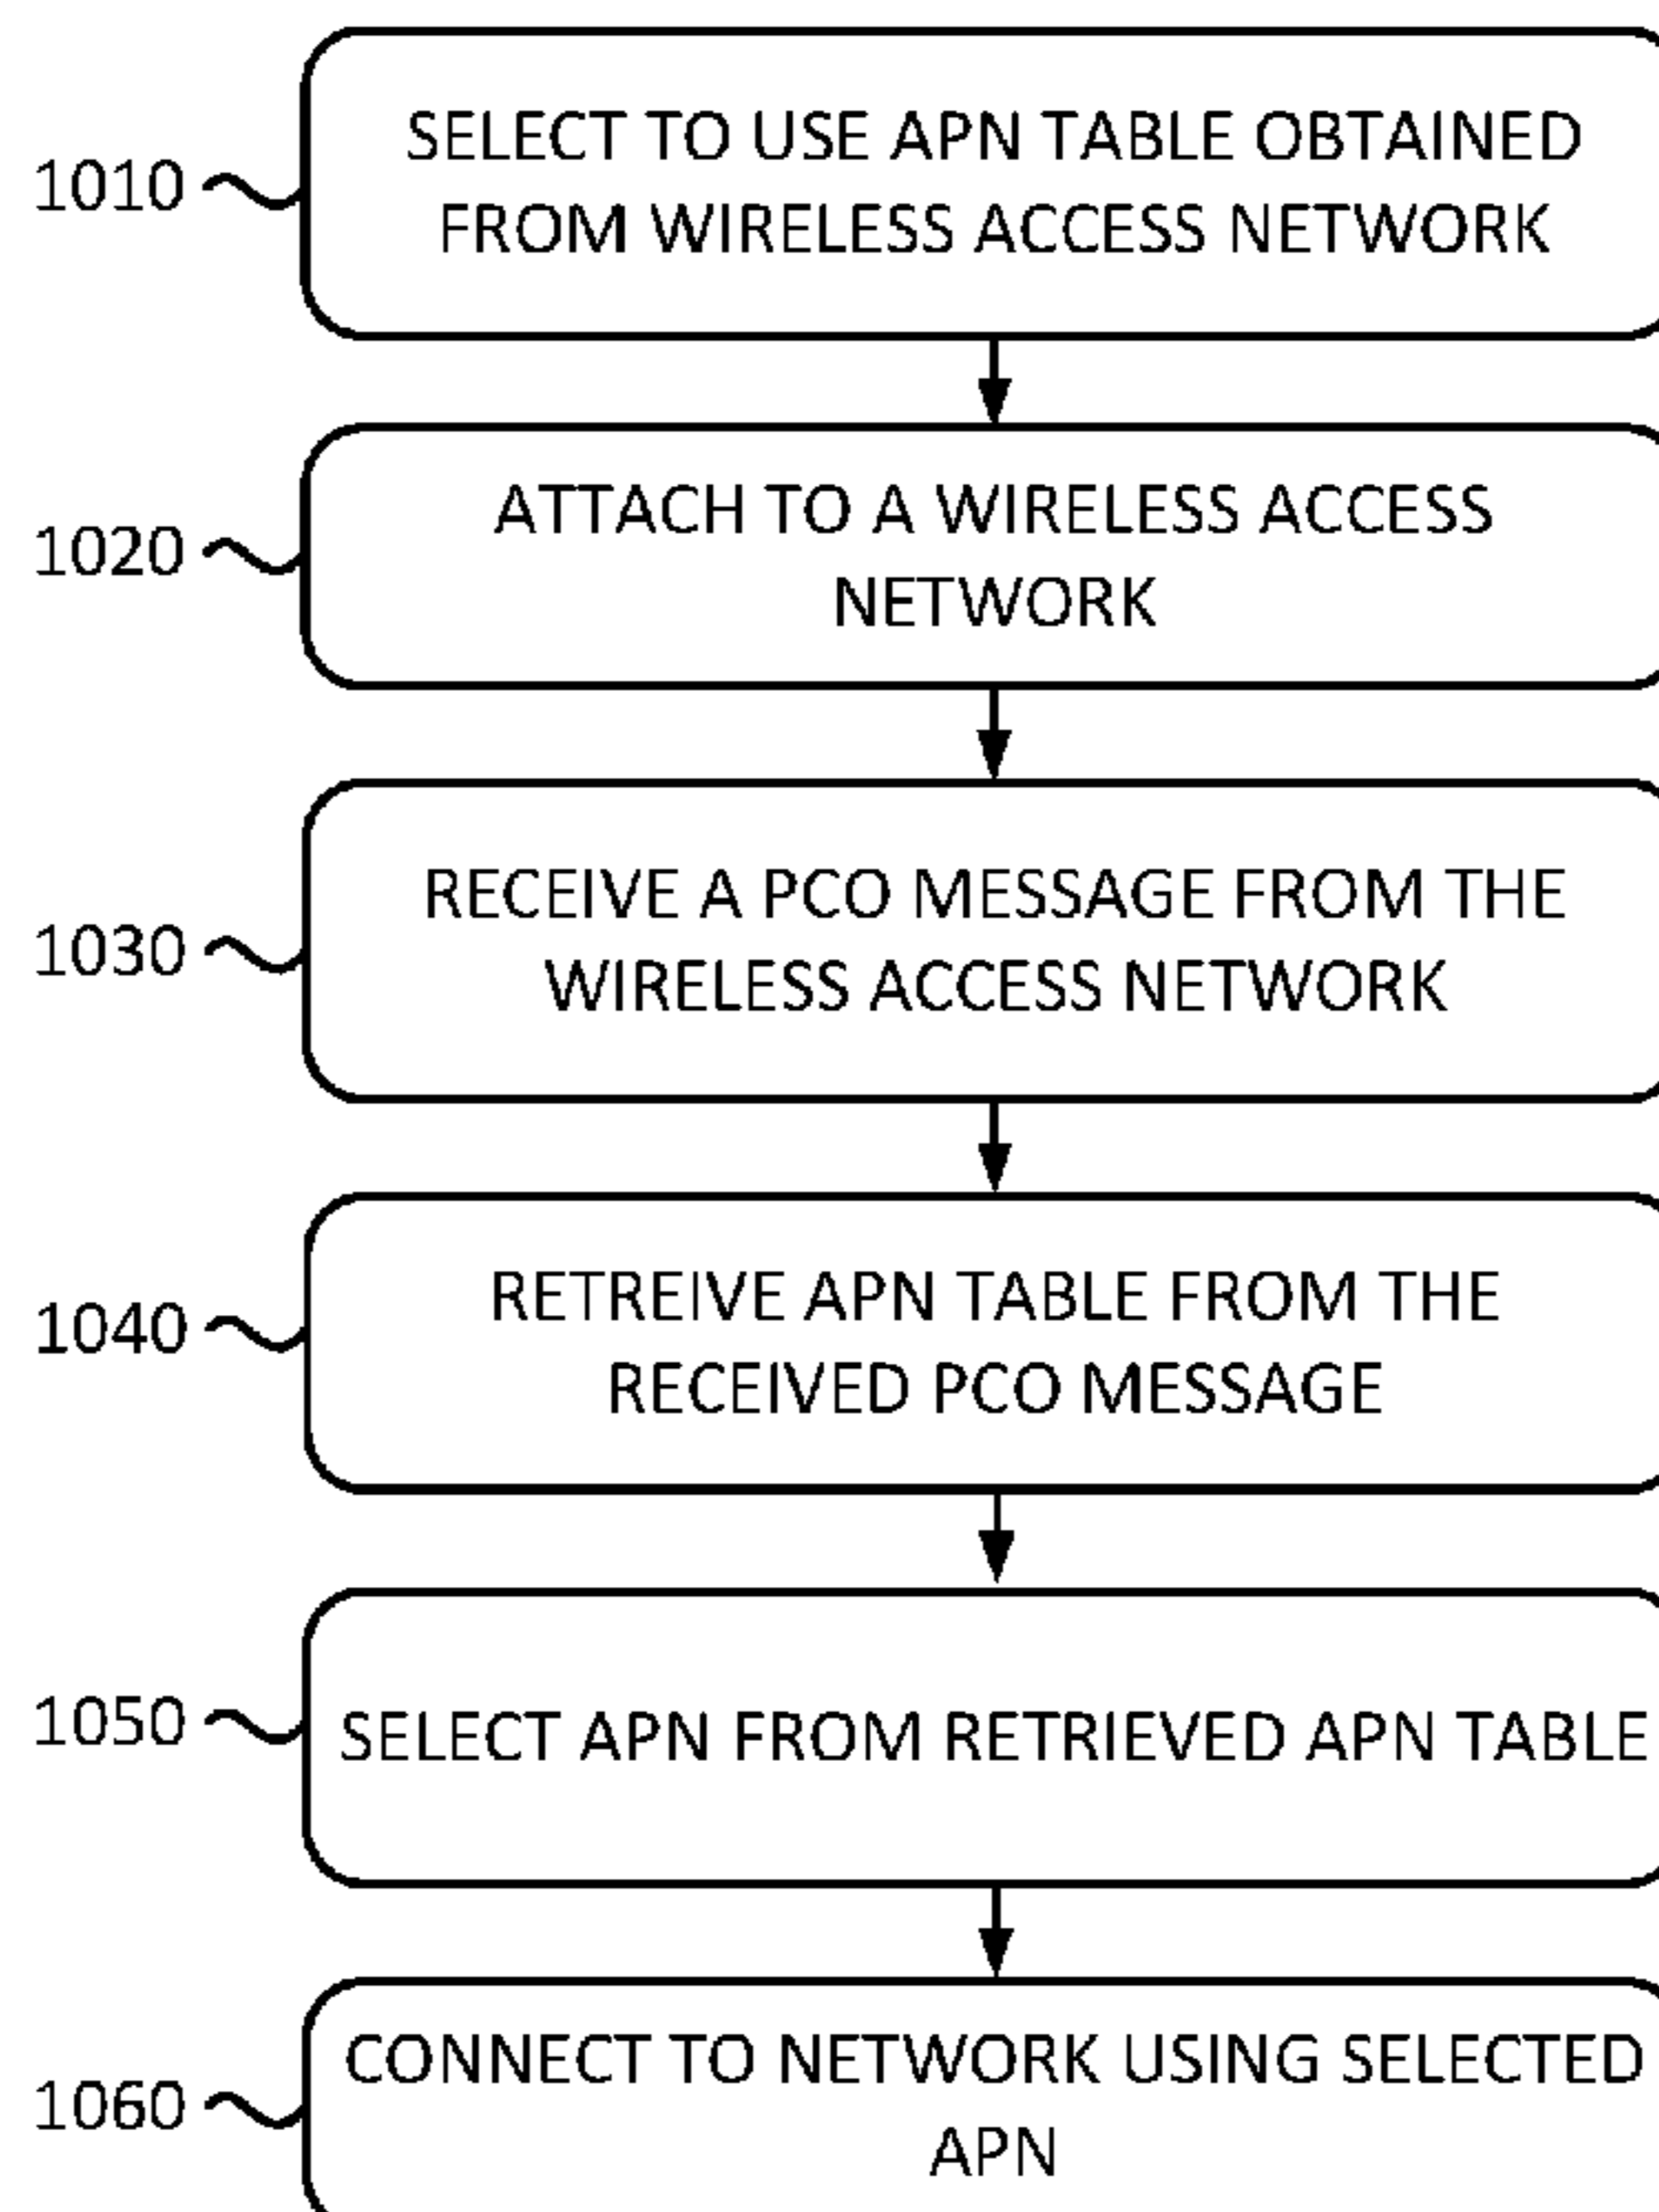 1010
SELECT TO USE APN TABLE OBTAINED
FROM WIRELESS ACCESS NETWORK
1020
ATTACH TO A WIRELESS ACCESS
NETWORK
1030
RECEIVE A PCO MESSAGE FROM THE
WIRELESS ACCESS NETWORK
1040
RETREIVE APN TABLE FROM THE
RECEIVED PCO MESSAGE
1050
SELECT APN FROM RETRIEVED APN TABLE
1060
CONNECT TO NETWORK USING SELECTED
APN